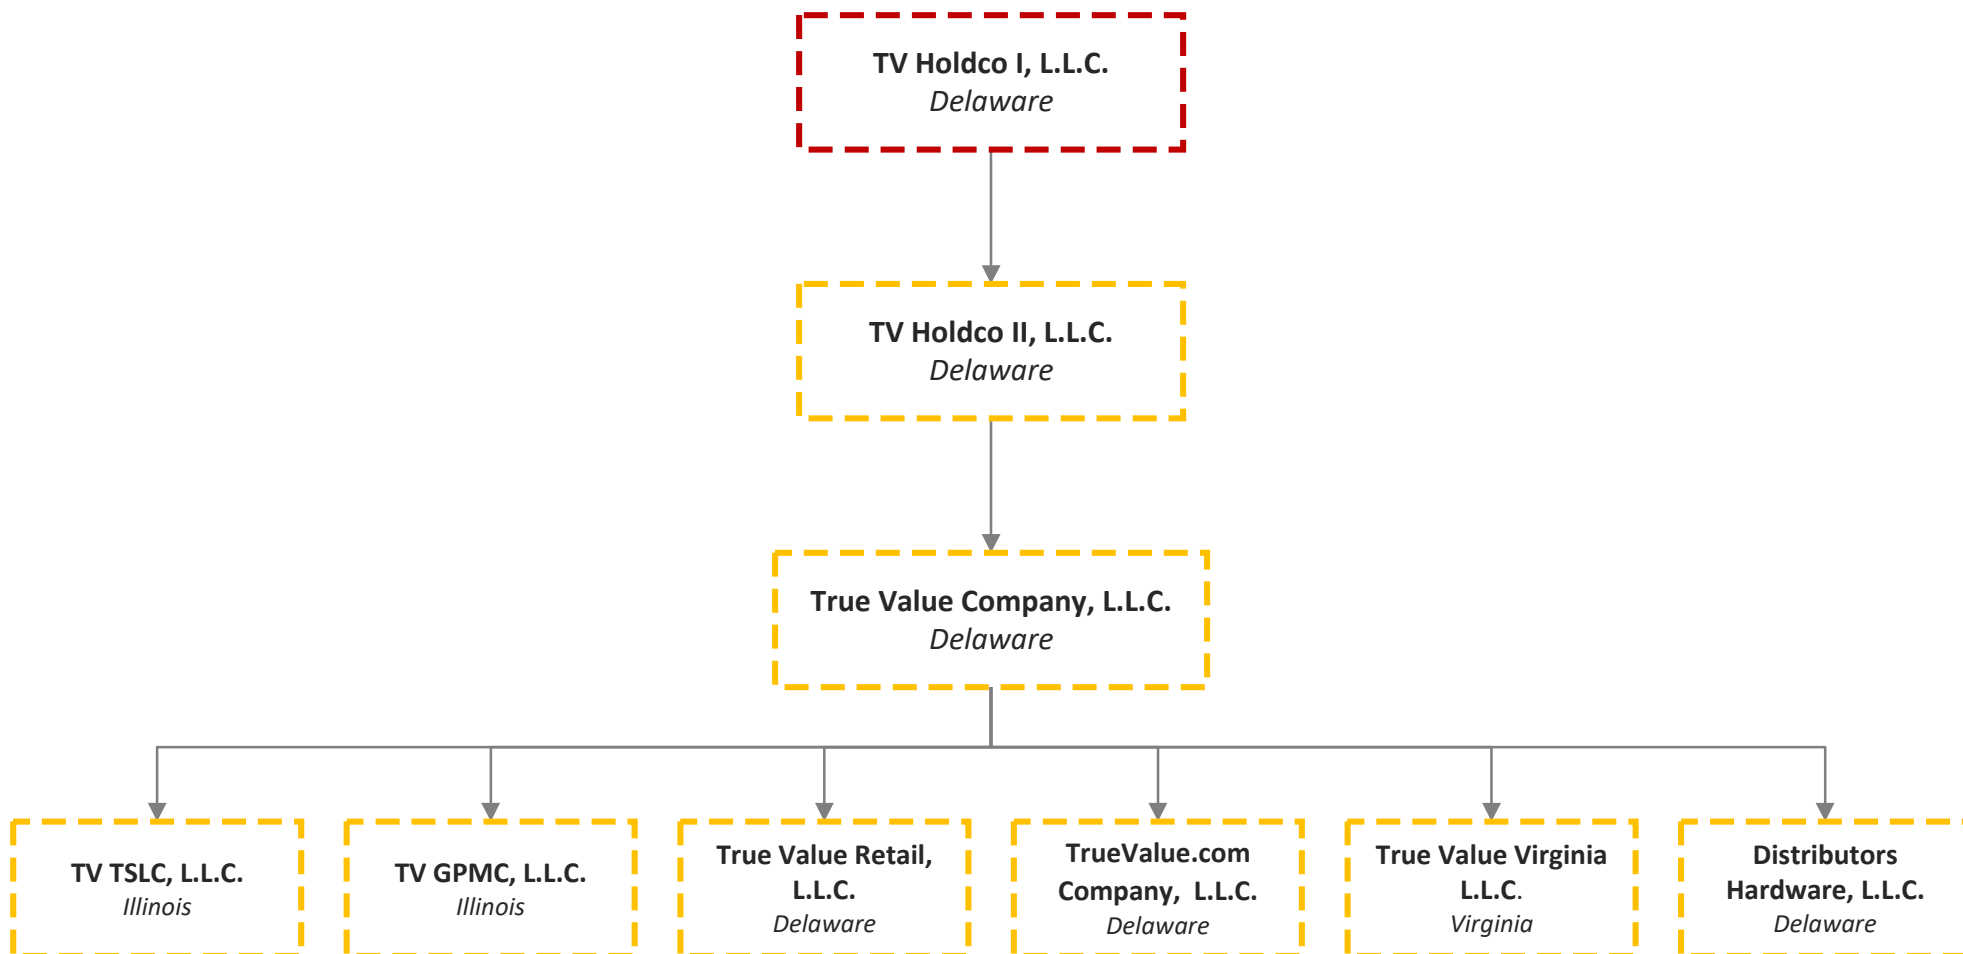 TV Holdco I, L.L.C.
Delaware
TV Holdco II, L.L.C.
Delaware
True Value Company, L.L.C.
Delaware
TV TSLC, L.L.C.
Illinois
TV GPMC, L.L.C.
Illinois
True Value Retail,
L.L.C.
Delaware
TrueValue.com
Company, L.L.C.
Delaware
True Value Virginia
L.L.C.
Virginia
Distributors
Hardware, L.L.C.
Delaware